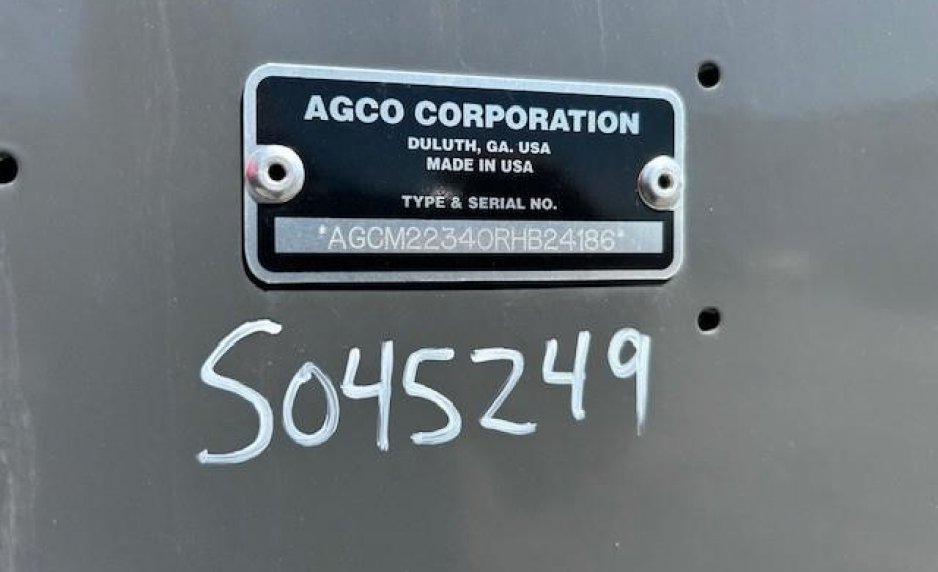 AGCO CORPORATION
DULUTH, GA. USA
MADE IN USA
TYPE & SERIAL NO.
*AGCM22340RHB24186*
S045249